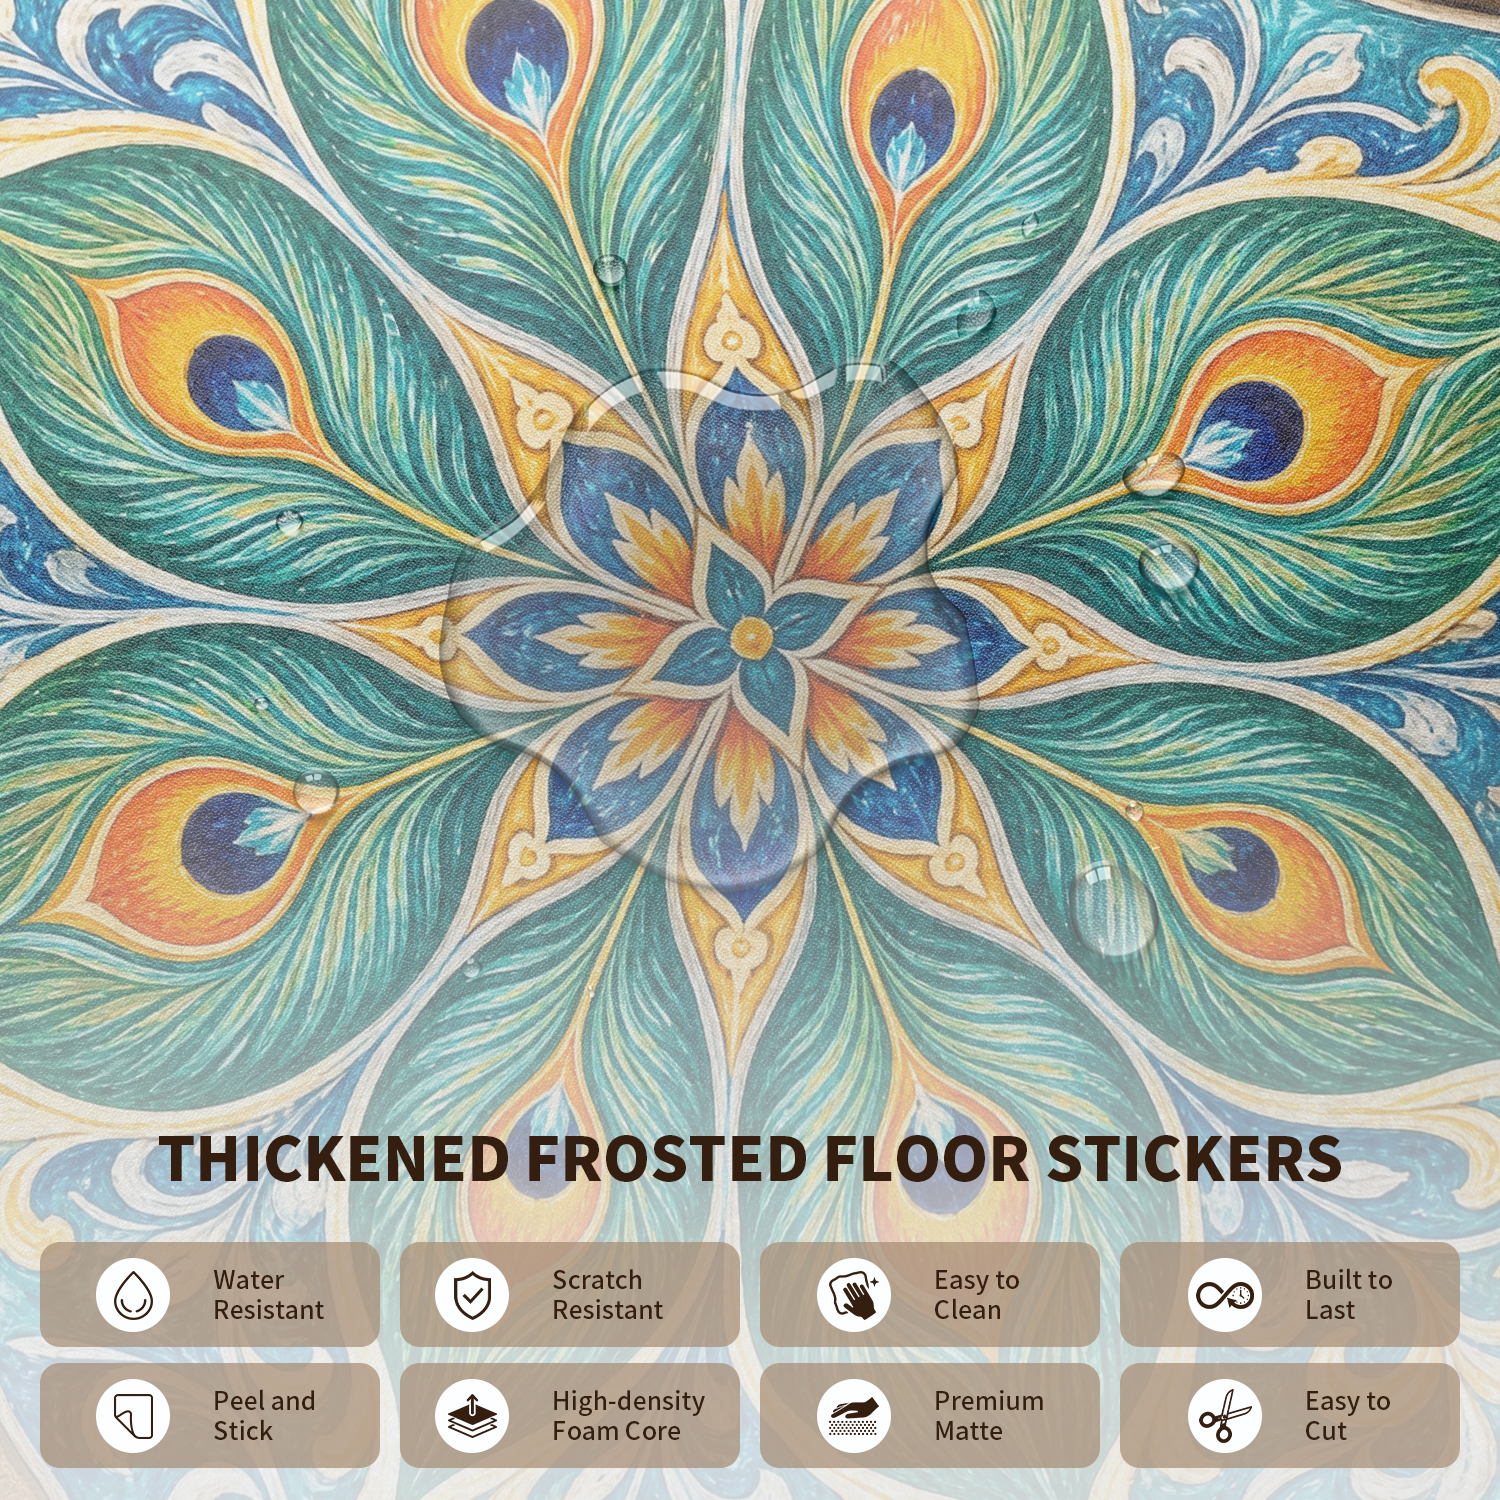 THICKENED FROSTED FLOOR STICKERS
Water
Resistant
Scratch
Resistant
Easy to
Clean
Built to
Last
Peel and
Stick
High-density
Foam Core
Premium
Matte
Easy to
Cut